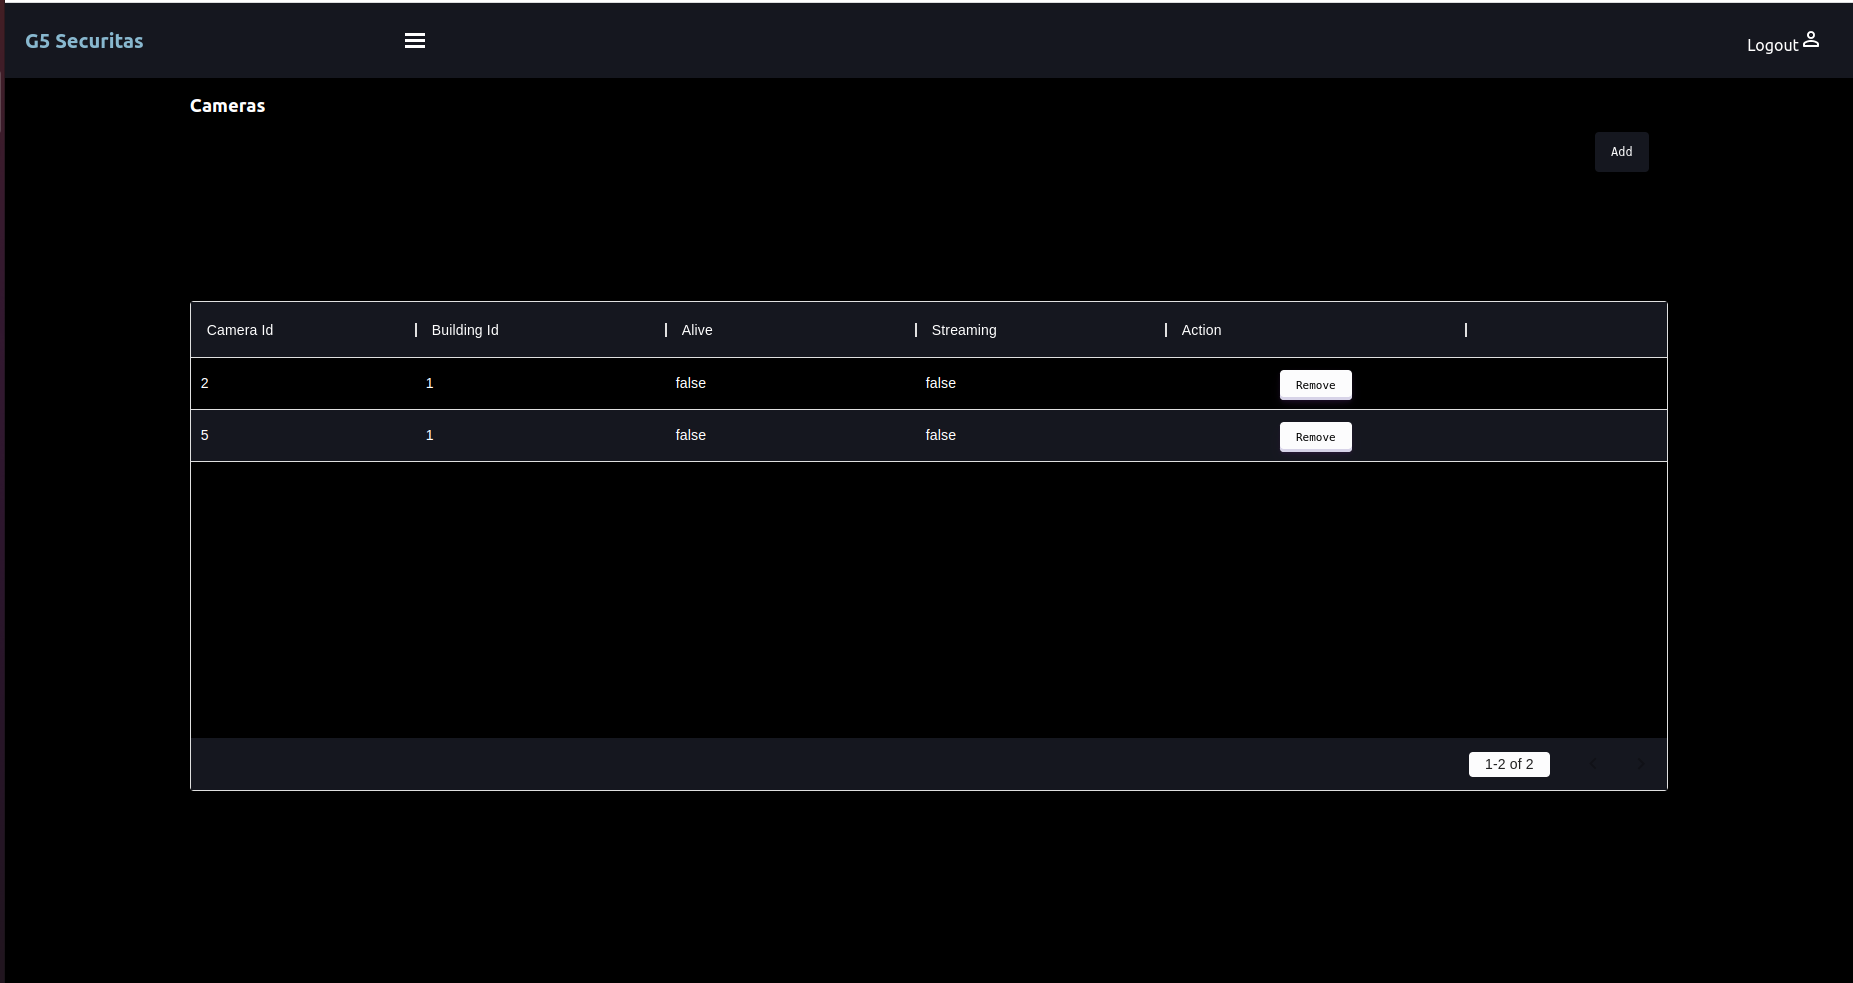 G5 Securitas
Logout
Cameras
Add
Camera Id Building Id Alive Streaming Action
2 1 false false Remove
5 1 false false Remove
1-2 of 2